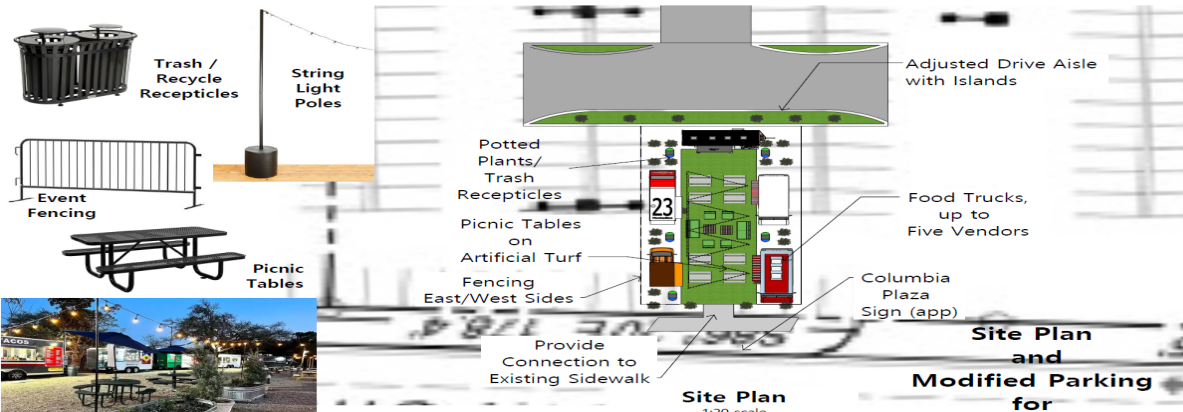 Trash /
Recycle
Recepticles
String
Light
Poles
Event
Fencing
Picnic
Tables
TACOS
Adjusted Drive Aisle
with Islands
Potted
Plants/
Trash
Recepticles
23
Picnic Tables
on
Artificial Turf
Fencing
East/West Sides
Food Trucks,
up to
Five Vendors
Columbia
Plaza
Sign (app)
Provide
Connection to
Existing Sidewalk
Site Plan
Site Plan
and
Modified Parking
for